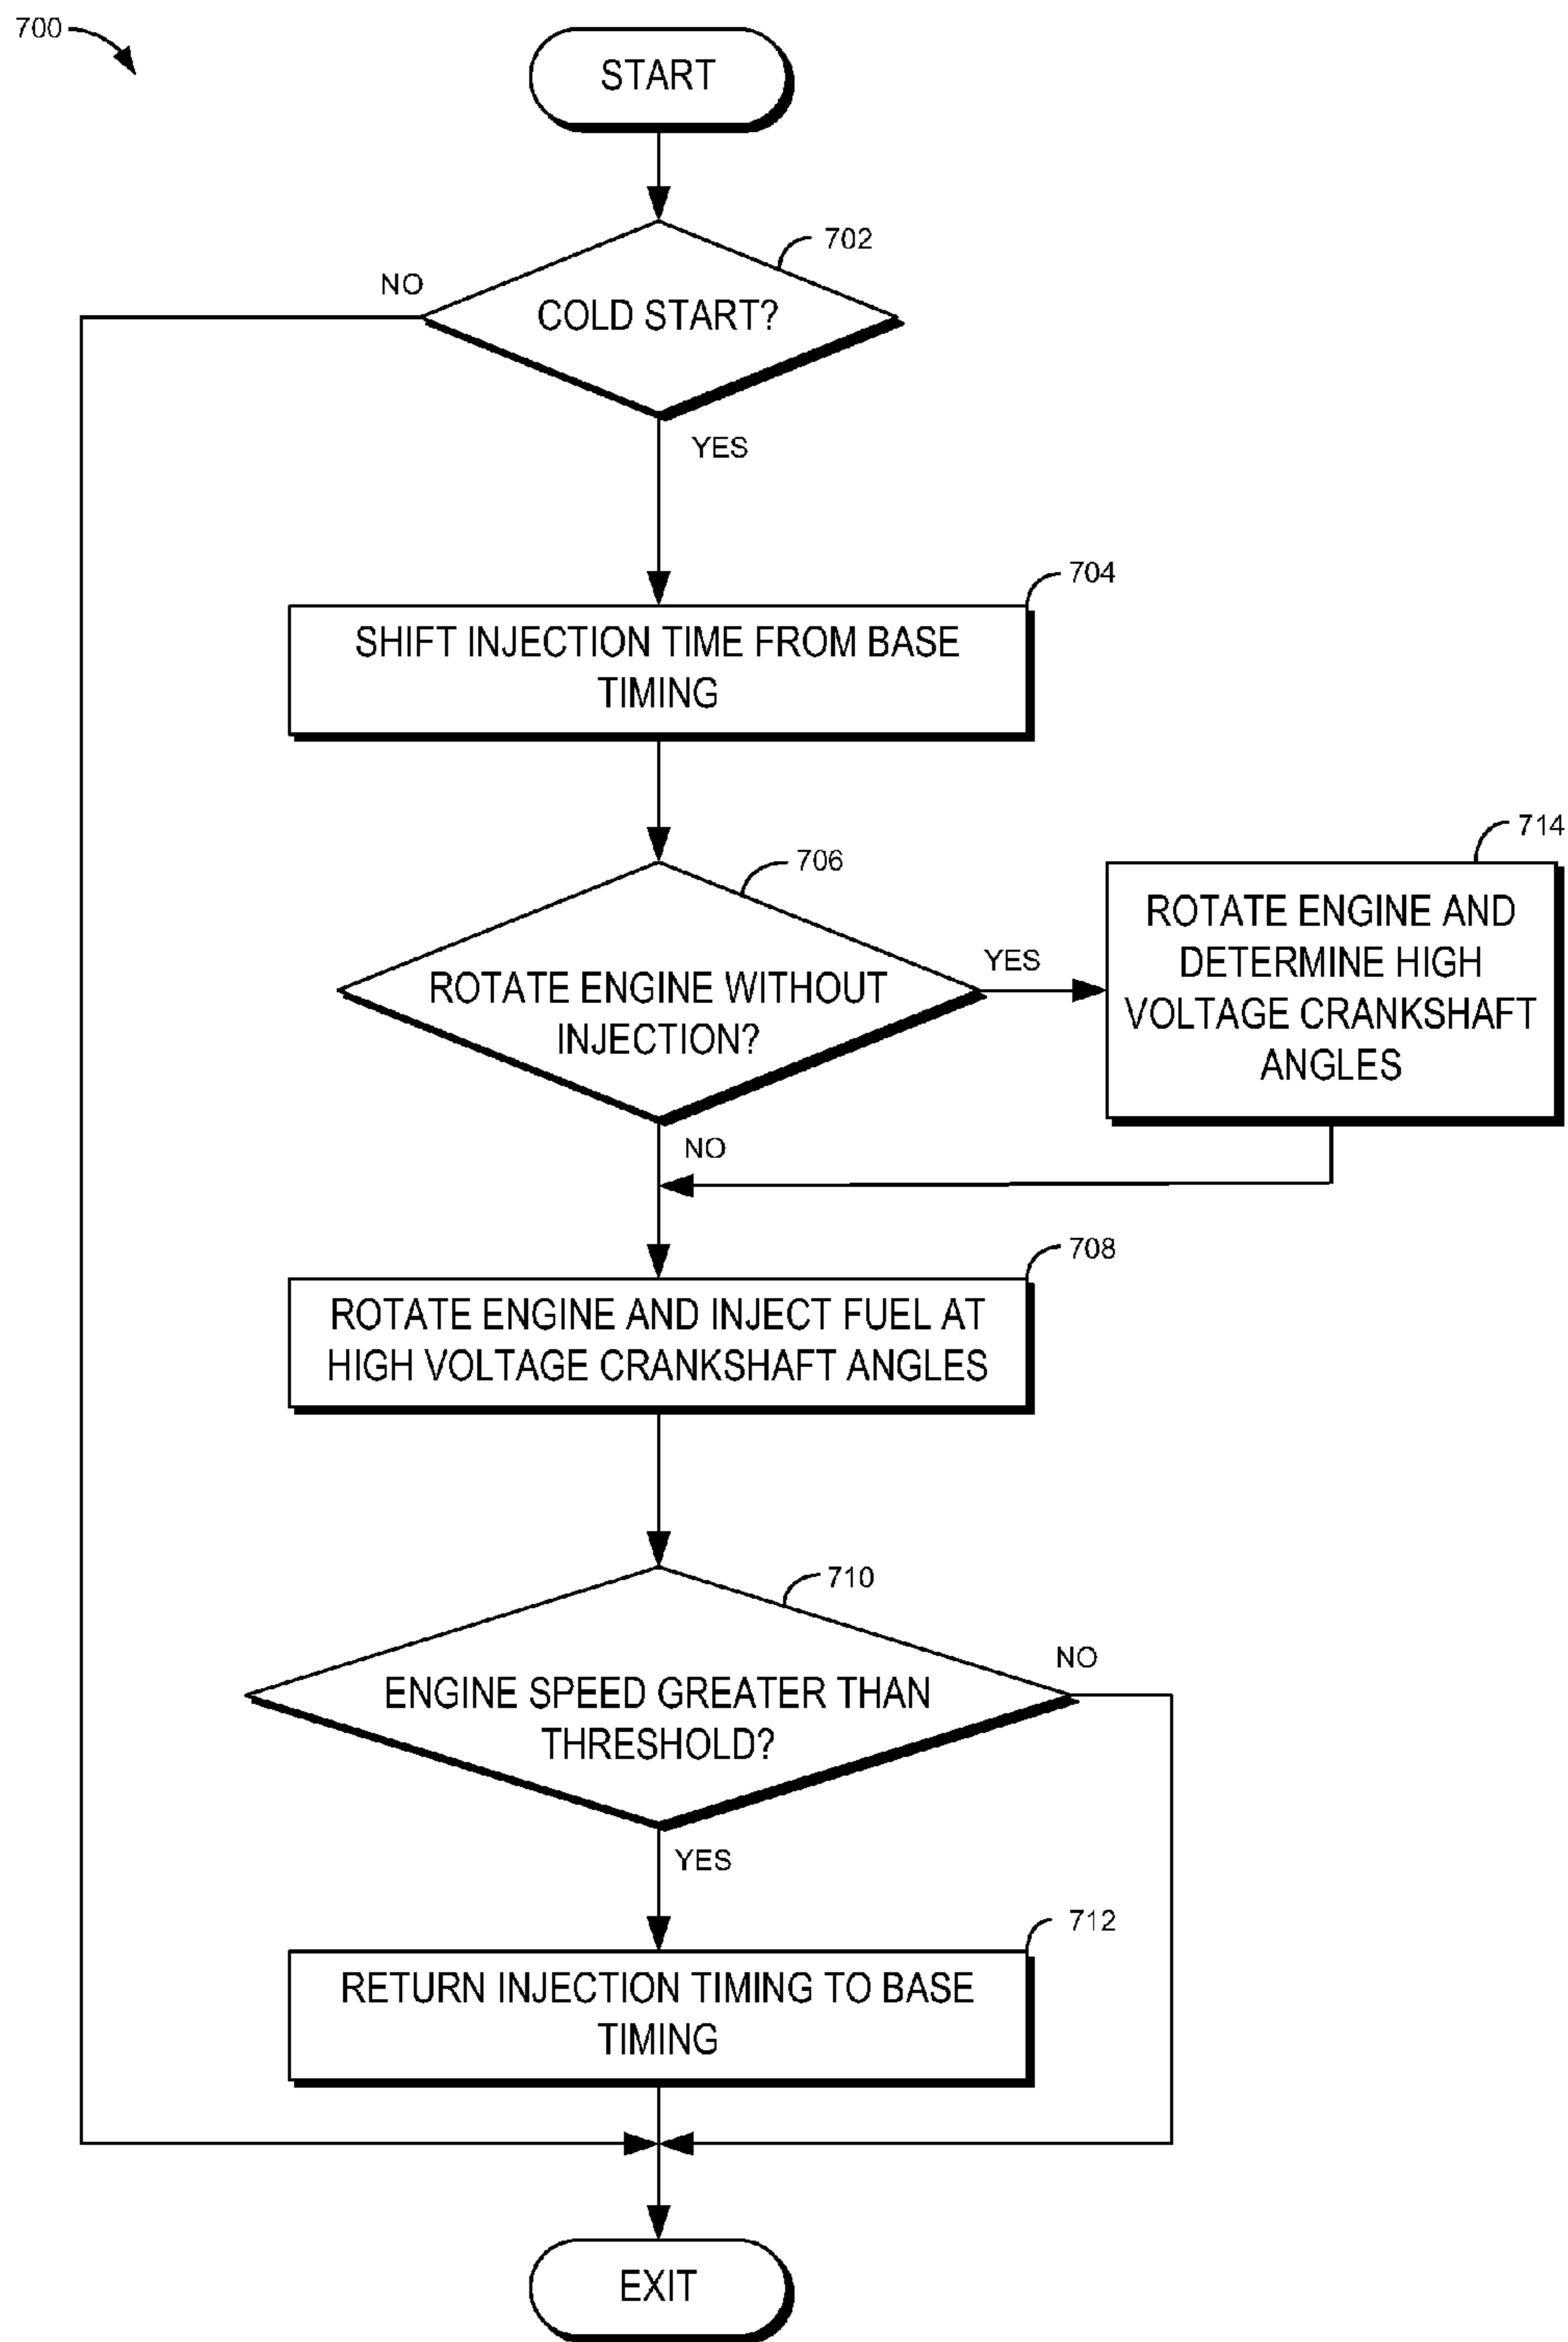 700
START
702
NO
COLD START?
YES
704
SHIFT INJECTION TIME FROM BASE
TIMING
714
706
ROTATE ENGINE AND
DETERMINE HIGH
VOLTAGE CRANKSHAFT
ANGLES
YES
ROTATE ENGINE WITHOUT
INJECTION?
NO
708
ROTATE ENGINE AND INJECT FUEL AT
HIGH VOLTAGE CRANKSHAFT ANGLES
710
NO
ENGINE SPEED GREATER THAN
THRESHOLD?
YES
712
RETURN INJECTION TIMING TO BASE
TIMING
EXIT